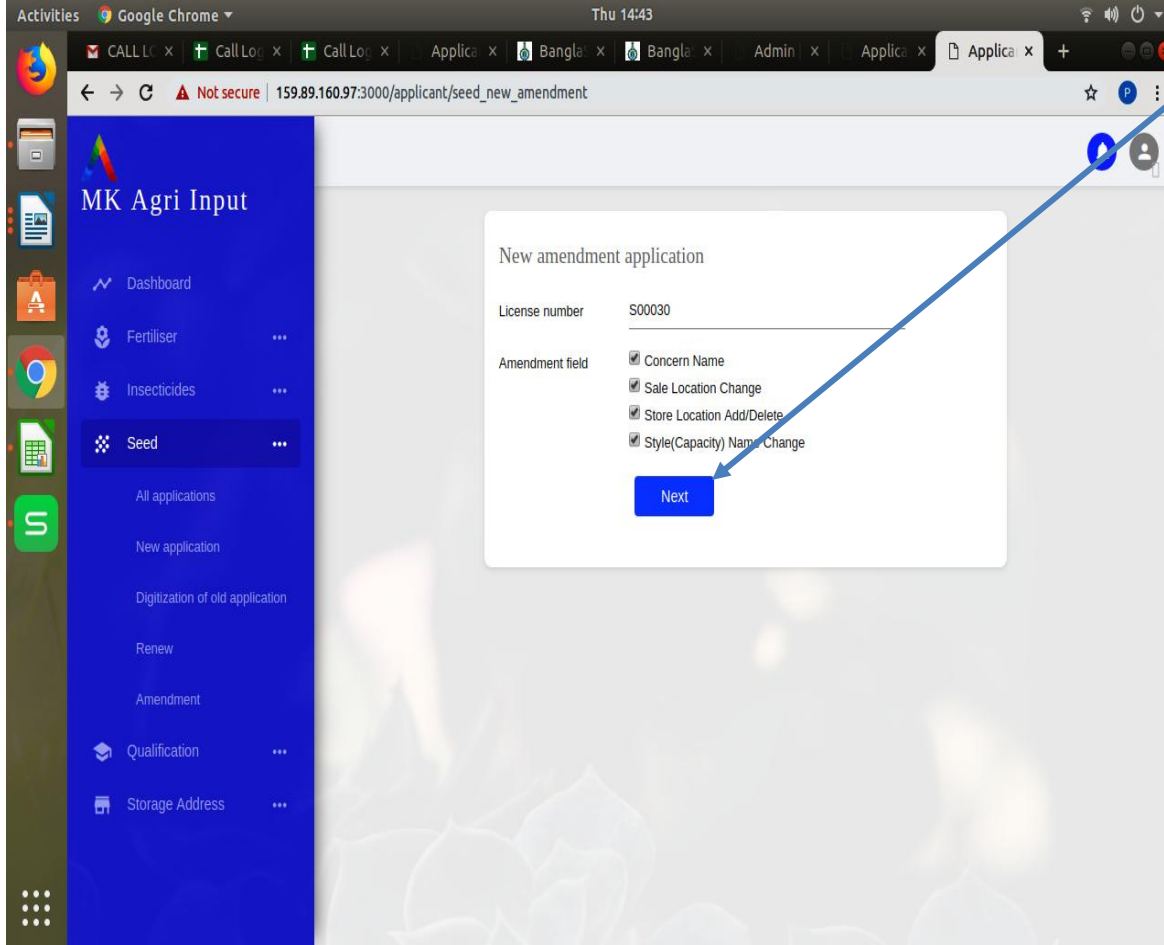 Activities Google Chrome Thu 14:43
CALL LO Call Log Call Log Applica Bangla Bangla Admin Applica Applica
Not secure 159.89.160.97:3000/applicant/seed_new_amendment P
MK Agri Input
Dashboard
Fertiliser
Insecticides
Seed
All applications
New application
Digitization of old application
Renew
Amendment
Qualification
Storage Address
New amendment application
License number S00030
Amendment field Concern Name
Sale Location Change
Store Location Add/Delete
Style(Capacity) Name Change
Next